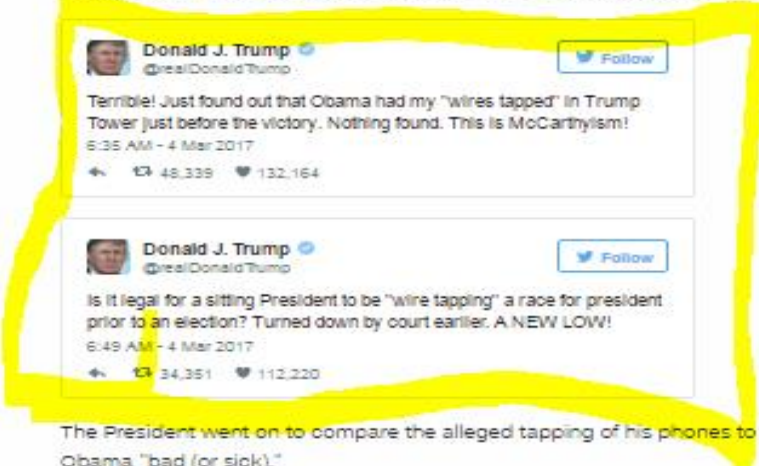 Donald J. Trump
Follow
@realDonaldTrump
Terrible! Just found out that Obama had my "wires tapped" in Trump
Tower just before the victory. Nothing found. This is McCarthyism!
6:35 AM - 4 Mar 2017
48,339 132,164
Donald J. Trump
Follow
@realDonaldTrump
Is it legal for a sitting President to be "wire tapping" a race for president
prior to an election? Turned down by court earlier. A NEW LOW!
6:49 AM - 4 Mar 2017
34,351 112,220
The President went on to compare the alleged tapping of his phones to
Obama "bad (or sick)."